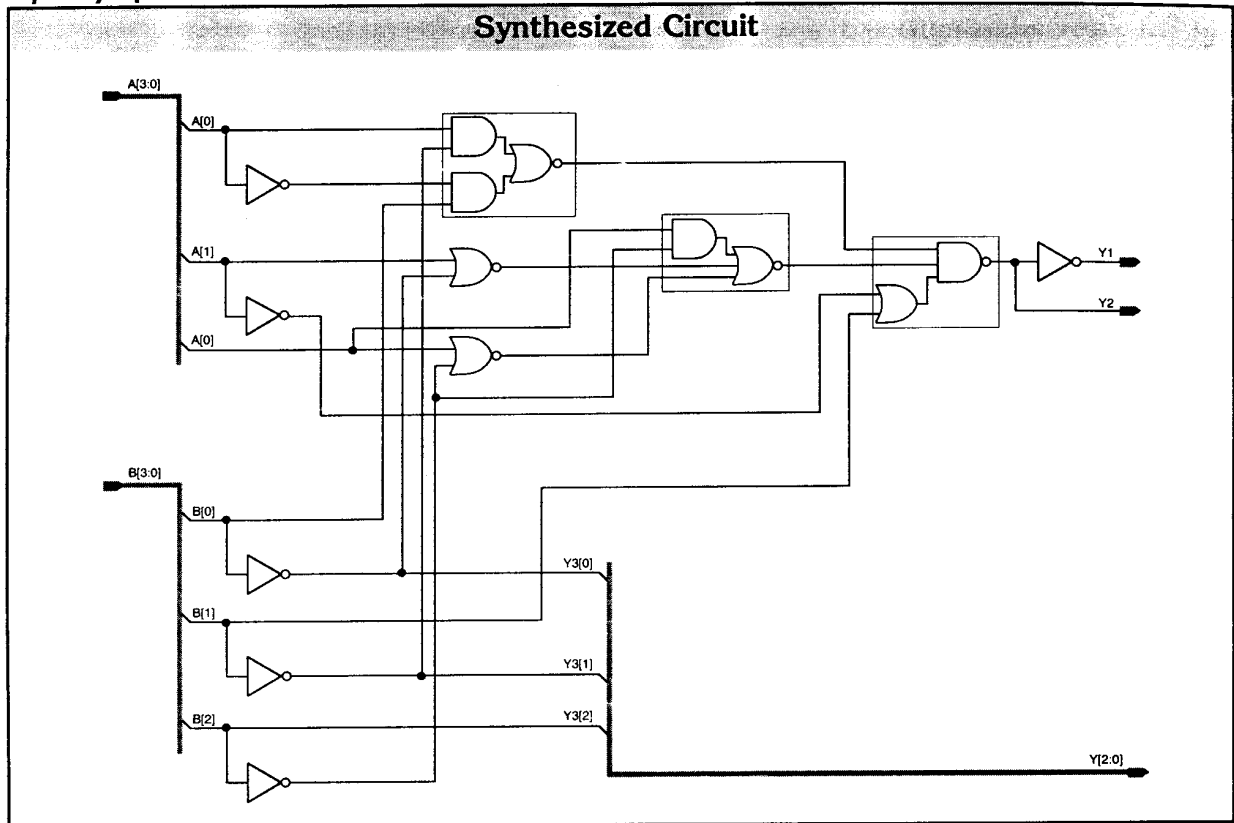 Synthesized Circuit
A[3:0]
A[0]
A[1]
A[0]
Y1
Y2
B[3:0]
B[0]
Y3[0]
B[1]
Y3[1]
B[2]
Y3[2]
Y[2:0]